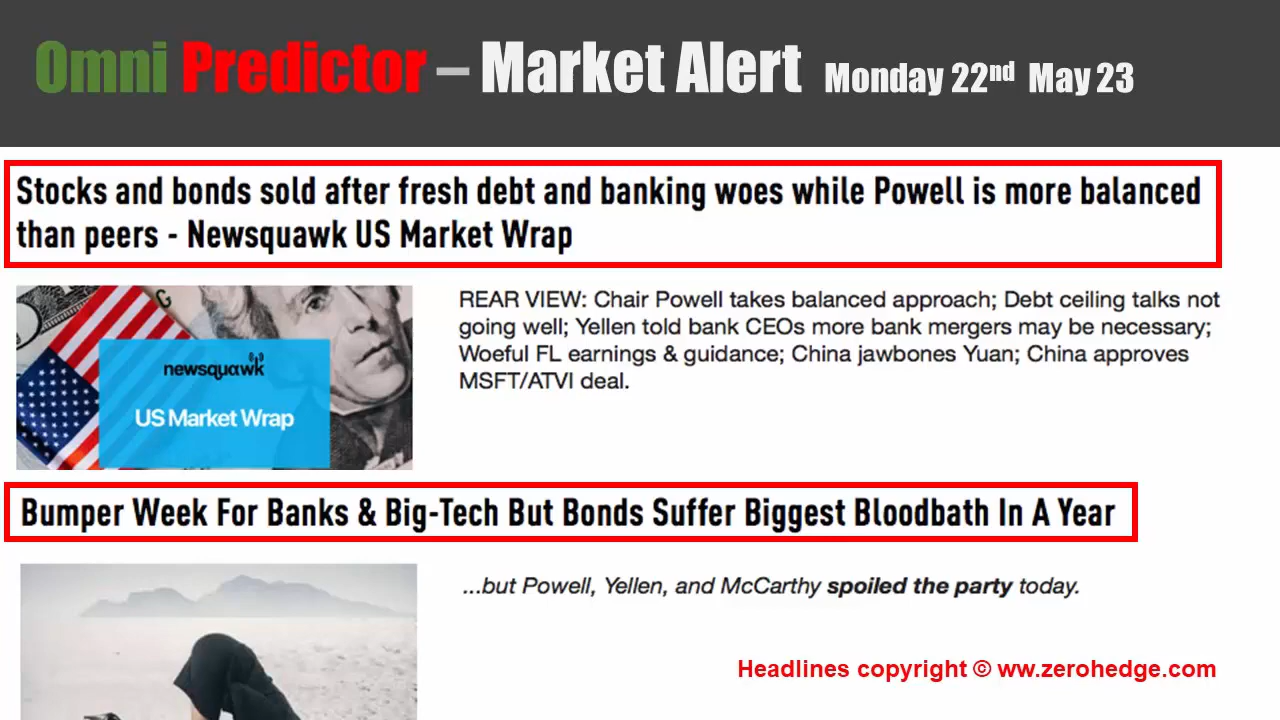 Omni Predictor – Market Alert Monday 22nd May 23
Stocks and bonds sold after fresh debt and banking woes while Powell is more balanced
than peers - Newsquawk US Market Wrap
G
newsquawk
US Market Wrap
REAR VIEW: Chair Powell takes balanced approach; Debt ceiling talks not
going well; Yellen told bank CEOs more bank mergers may be necessary;
Woeful FL earnings & guidance; China jawbones Yuan; China approves
MSFT/ATVI deal.
Bumper Week For Banks & Big-Tech But Bonds Suffer Biggest Bloodbath In A Year
...but Powell, Yellen, and McCarthy spoiled the party today.
Headlines copyright © ww.zerohedge.com